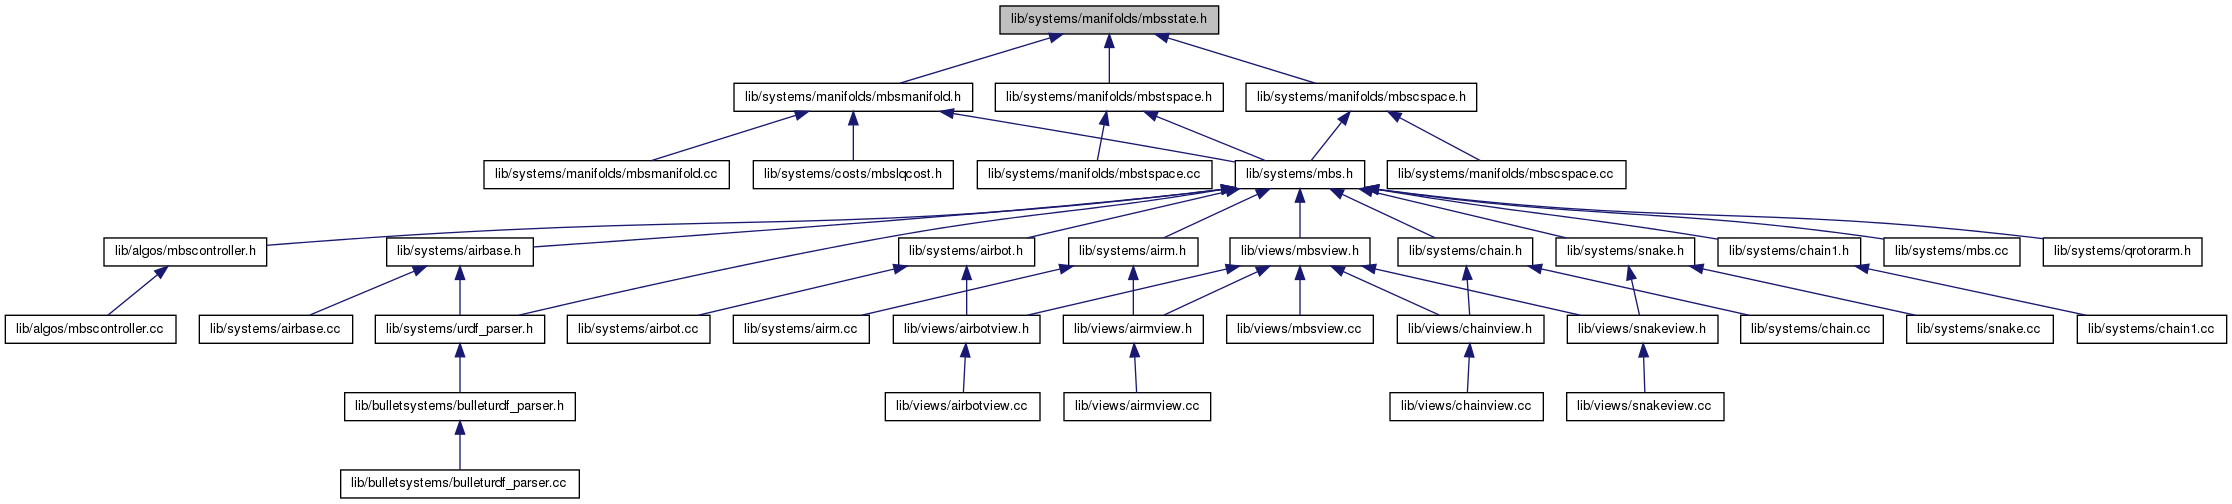 lib/systems/manifolds/mbsstate.h
lib/systems/manifolds/mbsmanifold.h
lib/systems/manifolds/mbstspace.h
lib/systems/manifolds/mbscspace.h
lib/systems/manifolds/mbsmanifold.cc
lib/systems/costs/mbslqcost.h
lib/systems/manifolds/mbstspace.cc
lib/systems/mbs.h
lib/systems/manifolds/mbscspace.cc
lib/algos/mbscontroller.h
lib/systems/airbase.h
lib/systems/airbot.h
lib/systems/airm.h
lib/views/mbsview.h
lib/systems/chain.h
lib/systems/snake.h
lib/systems/chain1.h
lib/systems/mbs.cc
lib/systems/qrotorarm.h
lib/algos/mbscontroller.cc
lib/systems/airbase.cc
lib/systems/urdf_parser.h
lib/systems/airbot.cc
lib/systems/airm.cc
lib/views/airbotview.h
lib/views/airmview.h
lib/views/mbsview.cc
lib/views/chainview.h
lib/views/snakeview.h
lib/systems/chain.cc
lib/systems/snake.cc
lib/systems/chain1.cc
lib/bulletsystems/bulleturdf_parser.h
lib/views/airbotview.cc
lib/views/airmview.cc
lib/views/chainview.cc
lib/views/snakeview.cc
lib/bulletsystems/bulleturdf_parser.cc